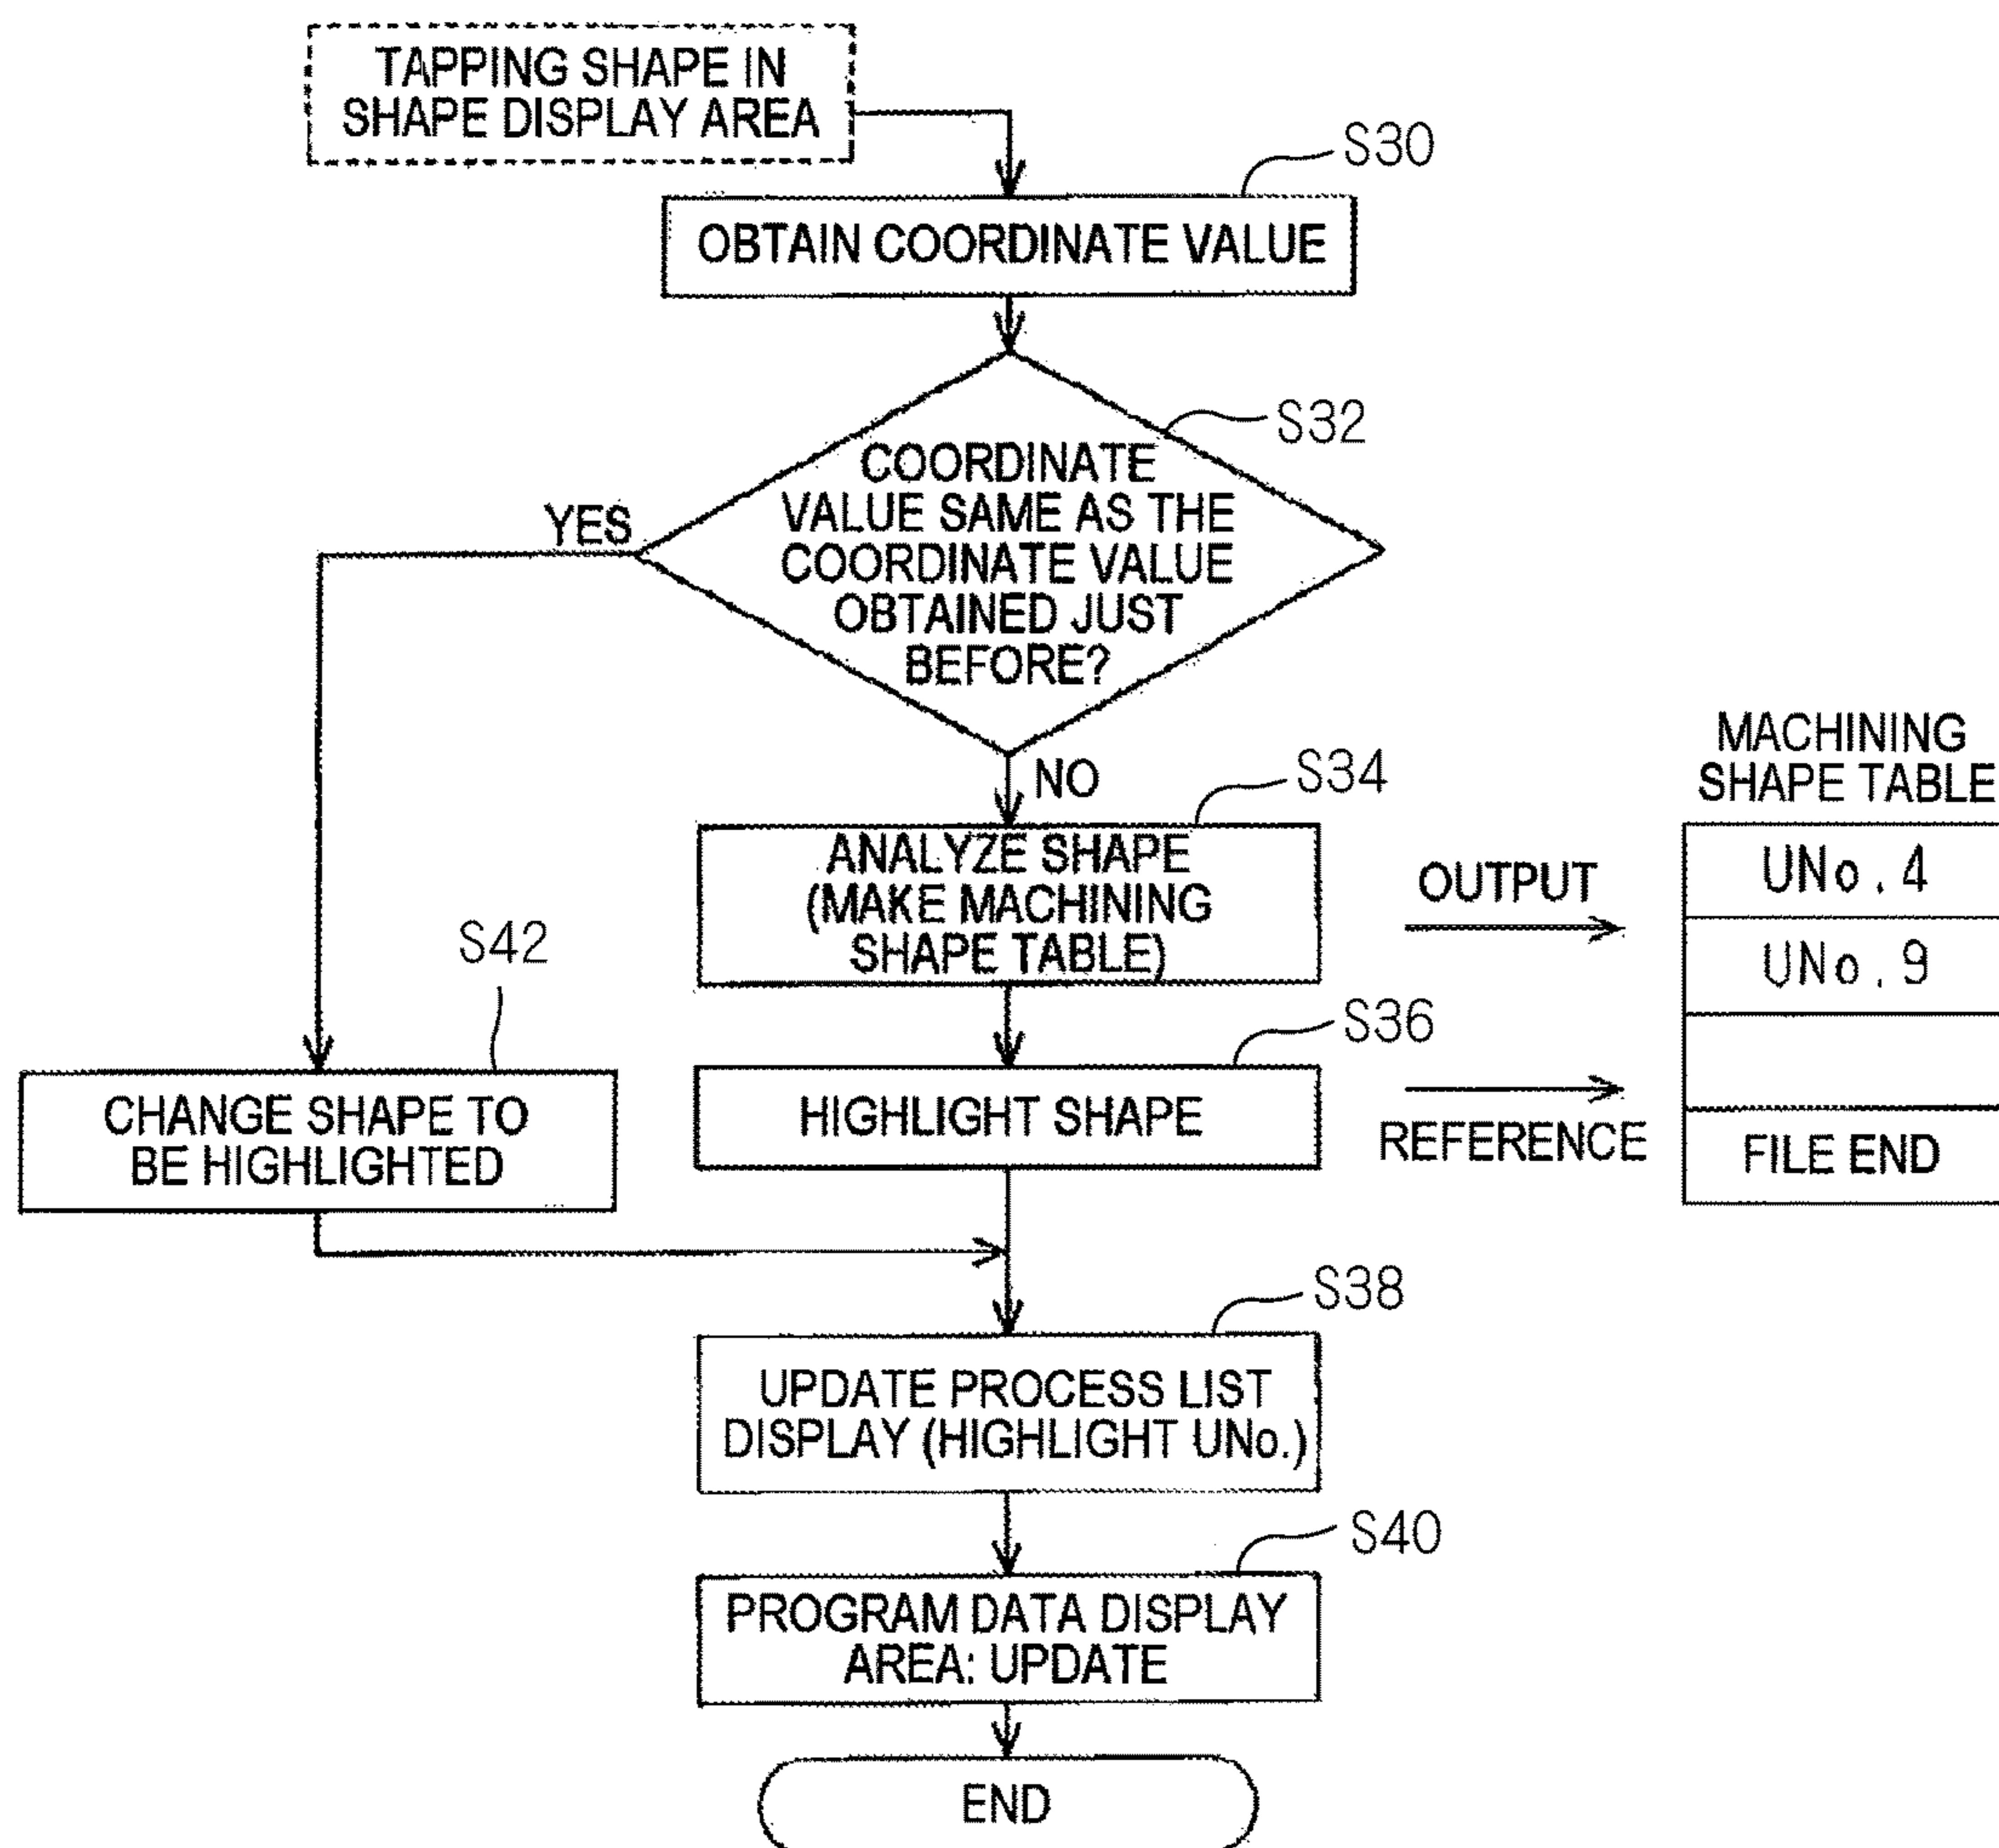 TAPPING SHAPE IN
SHAPE DISPLAY AREA
S30
OBTAIN COORDINATE VALUE
S32
COORDINATE
VALUE SAME AS THE
COORDINATE VALUE
OBTAINED JUST
BEFORE?
YES
NO
S34
ANALYZE SHAPE
(MAKE MACHINING
SHAPE TABLE)
OUTPUT
MACHINING
SHAPE TABLE
UNo. 4
UNo. 9
FILE END
S42
CHANGE SHAPE TO
BE HIGHLIGHTED
S36
HIGHLIGHT SHAPE
REFERENCE
S38
UPDATE PROCESS LIST
DISPLAY (HIGHLIGHT UNo.)
S40
PROGRAM DATA DISPLAY
AREA: UPDATE
END